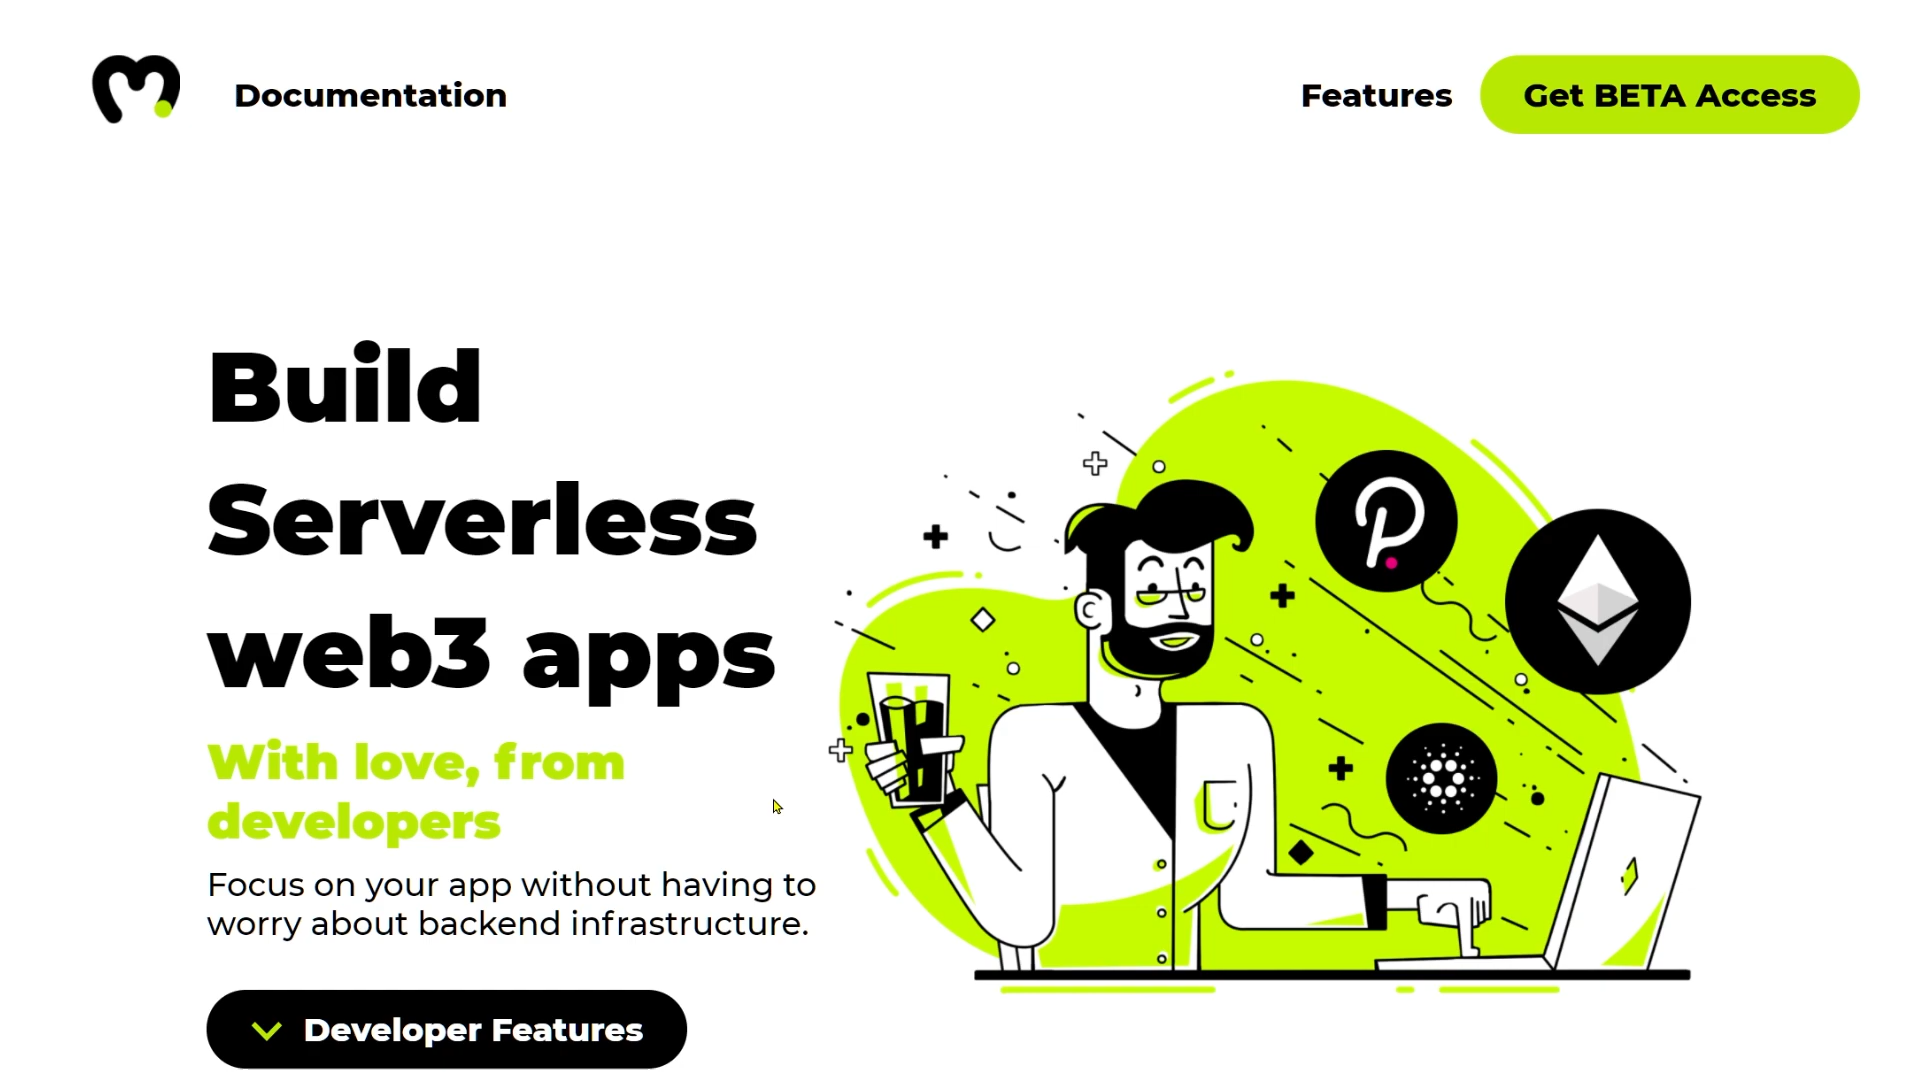 Documentation
Features
Get BETA Access
Build
Serverless
web3 apps
With love, from
developers
Focus on your app without having to
worry about backend infrastructure.
Developer Features